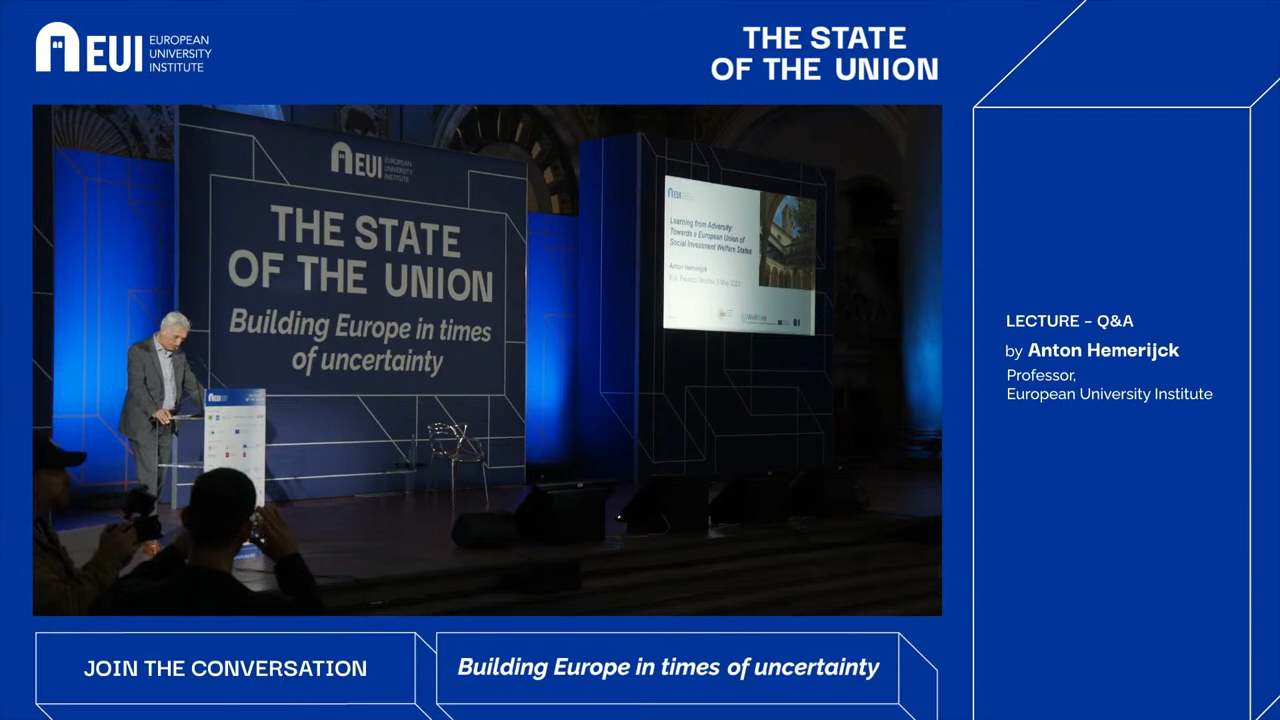 EUI
EUROPEAN
UNIVERSITY
INSTITUTE
THE STATE
OF THE UNION
EUI
EUROPEAN
UNIVERSITY
INSTITUTE
THE STATE
OF THE UNION
Building Europe in times
of uncertainty
EUI
Learning from Adversity:
Towards a European Union of
Social Investment Welfare States
Anton Hemerijck
LECTURE – Q&A
by Anton Hemerijck
Professor,
European University Institute
JOIN THE CONVERSATION
Building Europe in times of uncertainty